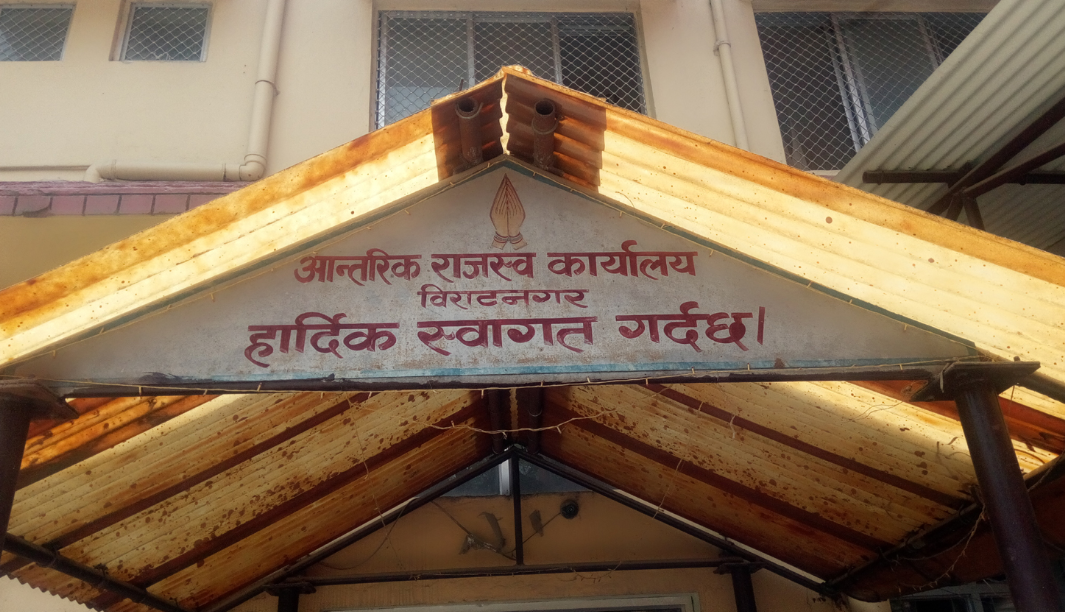 आन्तरिक राजस्व कार्यालय
विराटनगर
हार्दिक स्वागत गर्दछ।